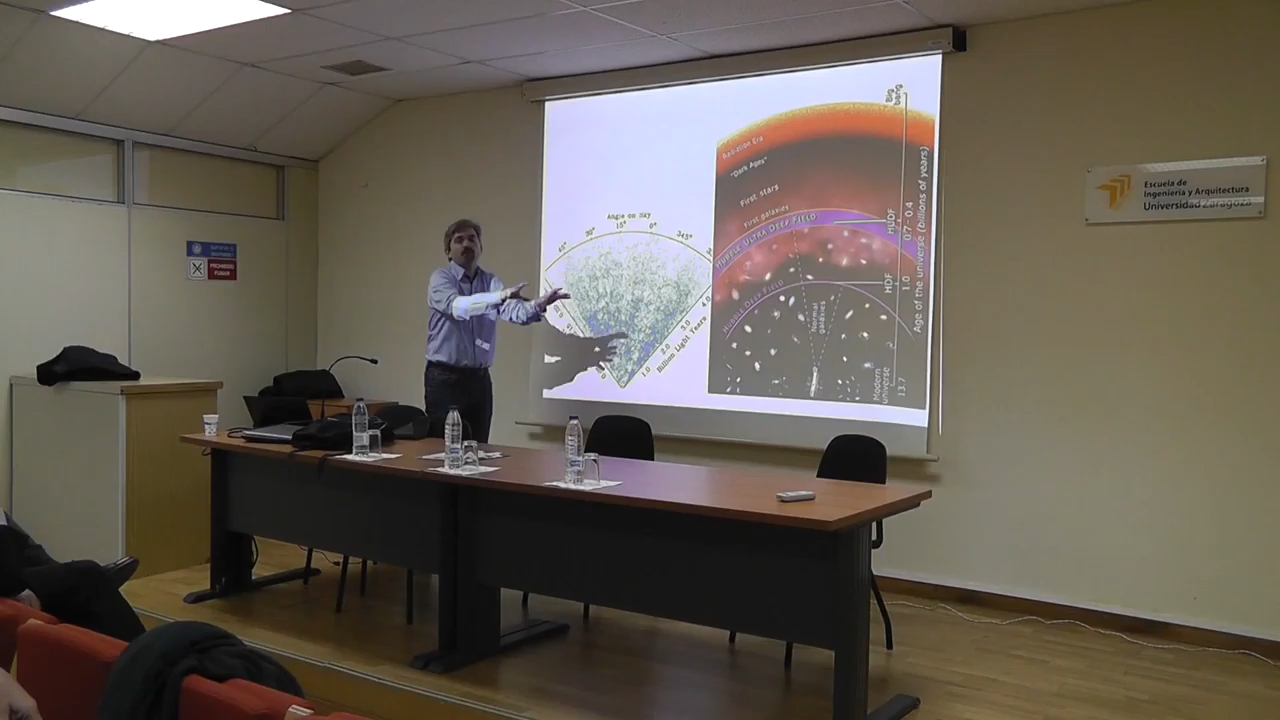 Angle on Sky
45°
30°
15°
0°
345°
1.0
2.0
3.0
4.0
Billion Light Years
Radiation Era
"Dark Ages"
First stars
First galaxies
HUBBLE ULTRA DEEP FIELD
HUBBLE DEEP FIELD
Normal
galaxies
Modern
universe
13.7
HDF
1.0
HUDF
0.7 - 0.4
Big
bang
Age of the universe (billions of years)
Escuela de
Ingeniería y Arquitectura
Universidad Zaragoza
PROHIBIDO
FUMAR